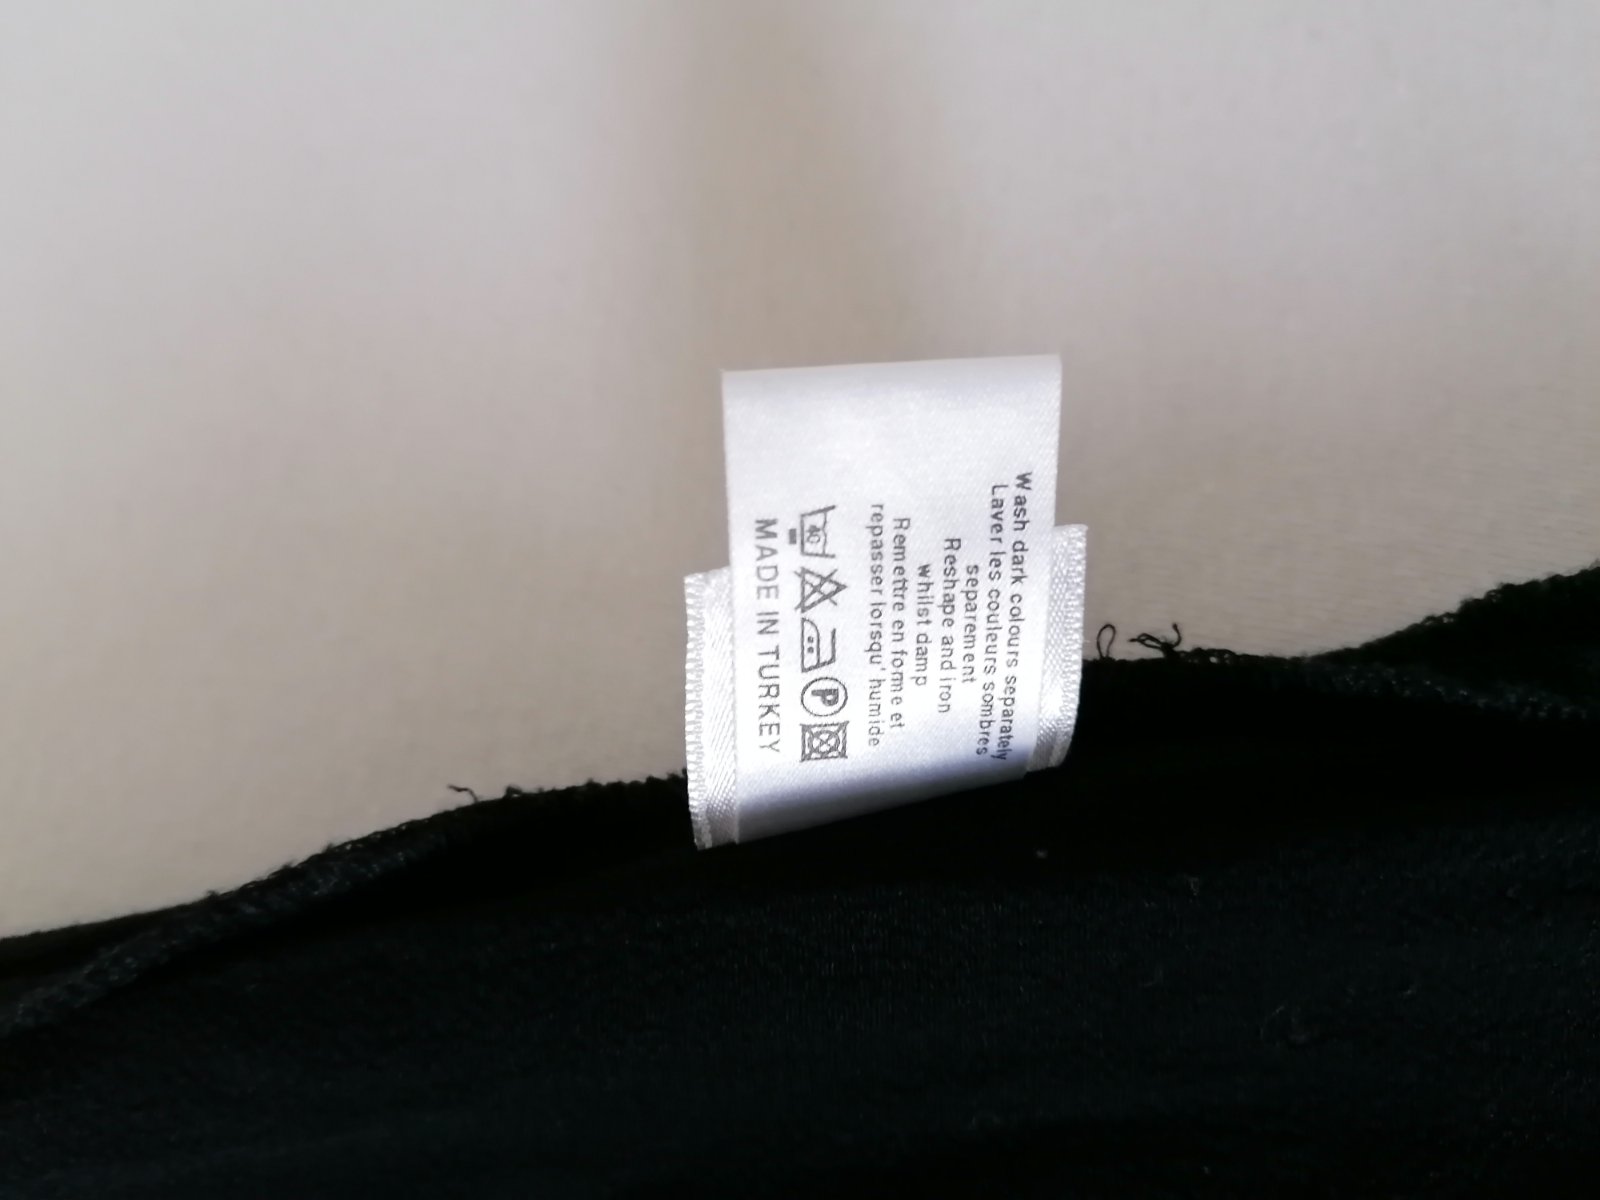 Wash dark colours separately
Laver les couleurs sombres
separement
Reshape and iron
whilst damp
Remettre en forme et
repasser lorsqu' humide
40 P
MADE IN TURKEY